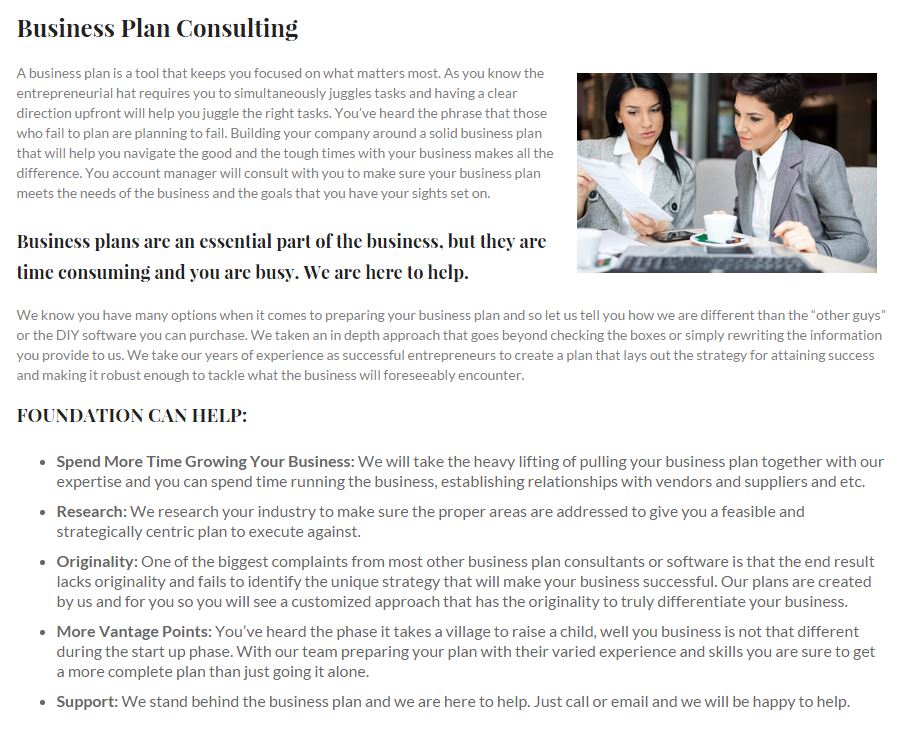 Business Plan Consulting
A business plan is a tool that keeps you focused on what matters most. As you know the
entrepreneurial hat requires you to simultaneously juggles tasks and having a clear
direction upfront will help you juggle the right tasks. You’ve heard the phrase that those
who fail to plan are planning to fail. Building your company around a solid business plan
that will help you navigate the good and the tough times with your business makes all the
difference. You account manager will consult with you to make sure your business plan
meets the needs of the business and the goals that you have your sights set on.
Business plans are an essential part of the business, but they are
time consuming and you are busy. We are here to help.
We know you have many options when it comes to preparing your business plan and so let us tell you how we are different than the “other guys”
or the DIY software you can purchase. We taken an in depth approach that goes beyond checking the boxes or simply rewriting the information
you provide to us. We take our years of experience as successful entrepreneurs to create a plan that lays out the strategy for attaining success
and making it robust enough to tackle what the business will foreseeably encounter.
FOUNDATION CAN HELP:
• Spend More Time Growing Your Business: We will take the heavy lifting of pulling your business plan together with our
expertise and you can spend time running the business, establishing relationships with vendors and suppliers and etc.
• Research: We research your industry to make sure the proper areas are addressed to give you a feasible and
strategically centric plan to execute against.
• Originality: One of the biggest complaints from most other business plan consultants or software is that the end result
lacks originality and fails to identify the unique strategy that will make your business successful. Our plans are created
by us and for you so you will see a customized approach that has the originality to truly differentiate your business.
• More Vantage Points: You’ve heard the phase it takes a village to raise a child, well you business is not that different
during the start up phase. With our team preparing your plan with their varied experience and skills you are sure to get
a more complete plan than just going it alone.
• Support: We stand behind the business plan and we are here to help. Just call or email and we will be happy to help.